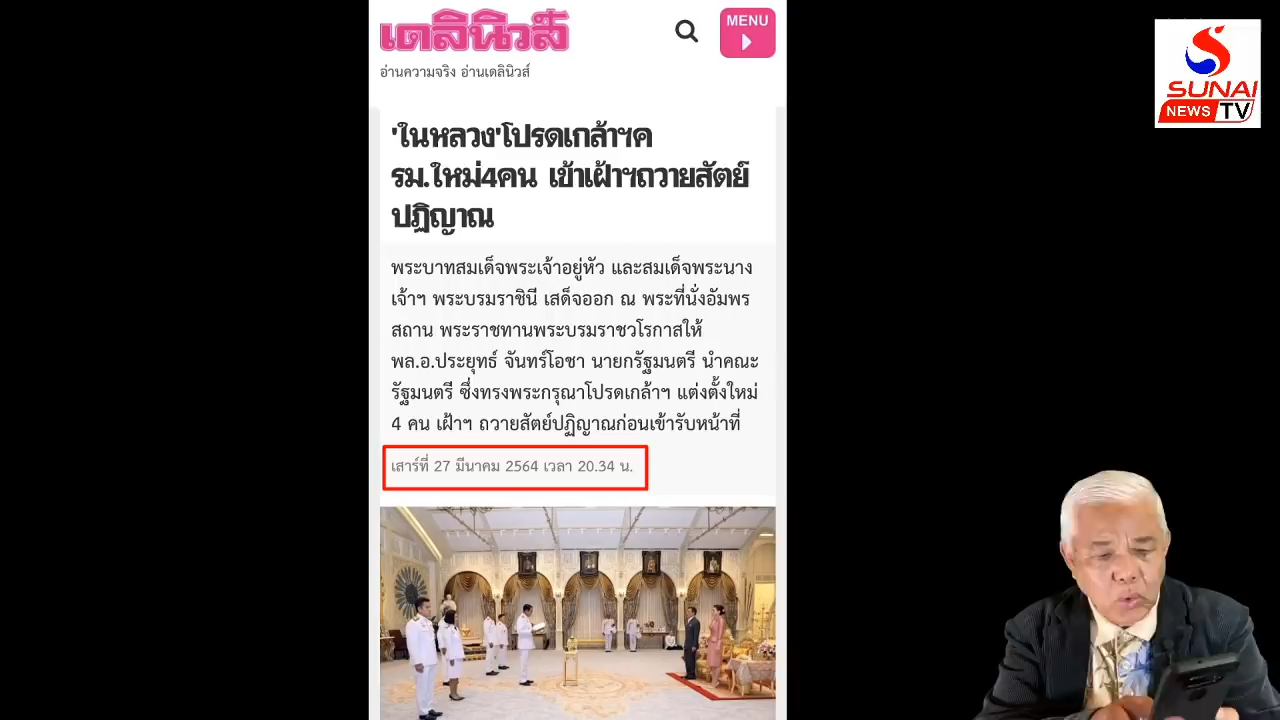 เดลินิวส์
MENU
อ่านความจริง อ่านเดลินิวส์
SUNAI
NEWS TV
'ในหลวง'โปรดเกล้าฯค
รม.ใหม่4คน เข้าเฝ้าฯถวายสัตย์
ปฏิญาณ
พระบาทสมเด็จพระเจ้าอยู่หัว และสมเด็จพระนาง
เจ้าฯ พระบรมราชินี เสด็จออก ณ พระที่นั่งอัมพร
สถาน พระราชทานพระบรมราชวโรกาสให้
พล.อ.ประยุทธ์ จันทร์โอชา นายกรัฐมนตรี นำคณะ
รัฐมนตรี ซึ่งทรงพระกรุณาโปรดเกล้าฯ แต่งตั้งใหม่
4 คน เฝ้าฯ ถวายสัตย์ปฏิญาณก่อนเข้ารับหน้าที่
เสาร์ที่ 27 มีนาคม 2564 เวลา 20.34 น.